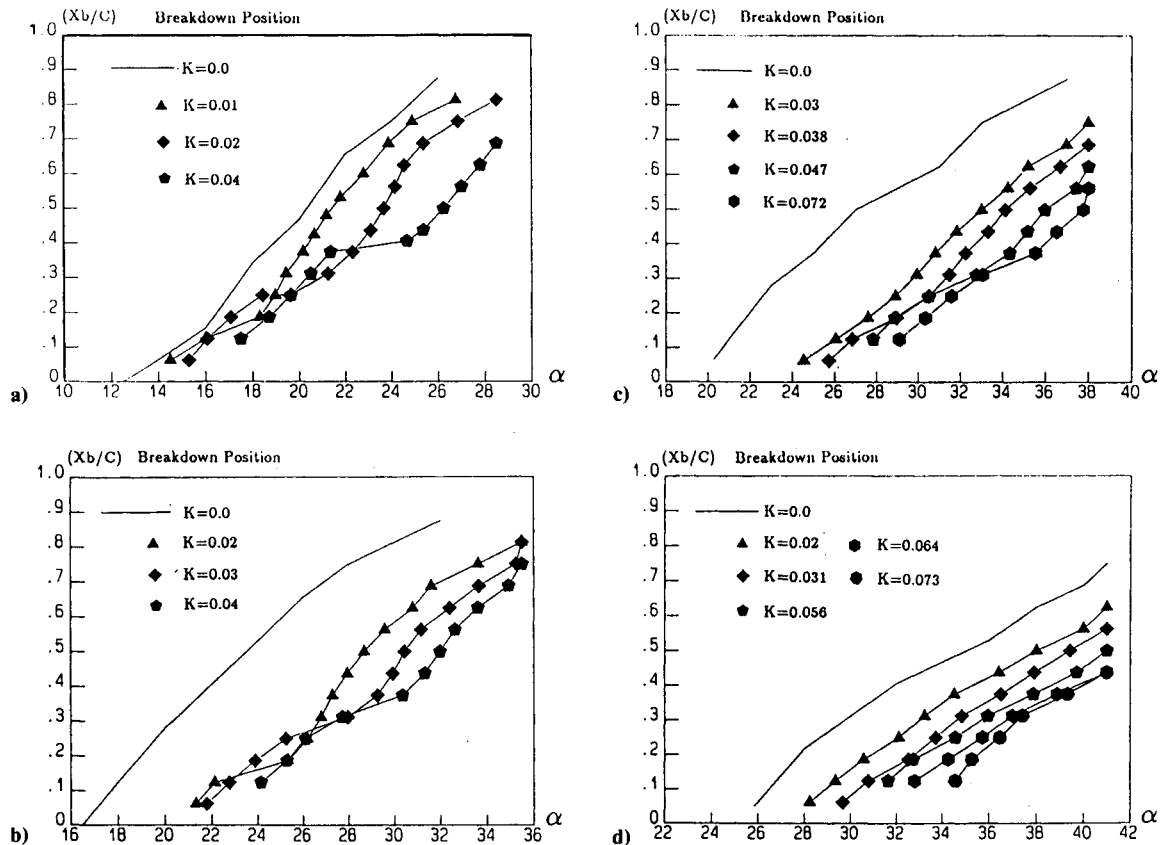 (Xb/C) Breakdown Position
1.0
.9
.8
.7
.6
.5
.4
.3
.2
.1
0
K=0.0
K=0.01
K=0.02
K=0.04
10 12 14 16 18 20 22 24 26 28 30 α
a)
(Xb/C) Breakdown Position
1.0
.9
.8
.7
.6
.5
.4
.3
.2
.1
0
K=0.0
K=0.03
K=0.038
K=0.047
K=0.072
18 20 22 24 26 28 30 32 34 36 38 40 α
c)
(Xb/C) Breakdown Position
1.0
.9
.8
.7
.6
.5
.4
.3
.2
.1
0
K=0.0
K=0.02
K=0.03
K=0.04
16 18 20 22 24 26 28 30 32 34 36 α
b)
(Xb/C) Breakdown Position
1.0
.9
.8
.7
.6
.5
.4
.3
.2
.1
0
K=0.0
K=0.02
K=0.031
K=0.056
K=0.064
K=0.073
22 24 26 28 30 32 34 36 38 40 42 α
d)